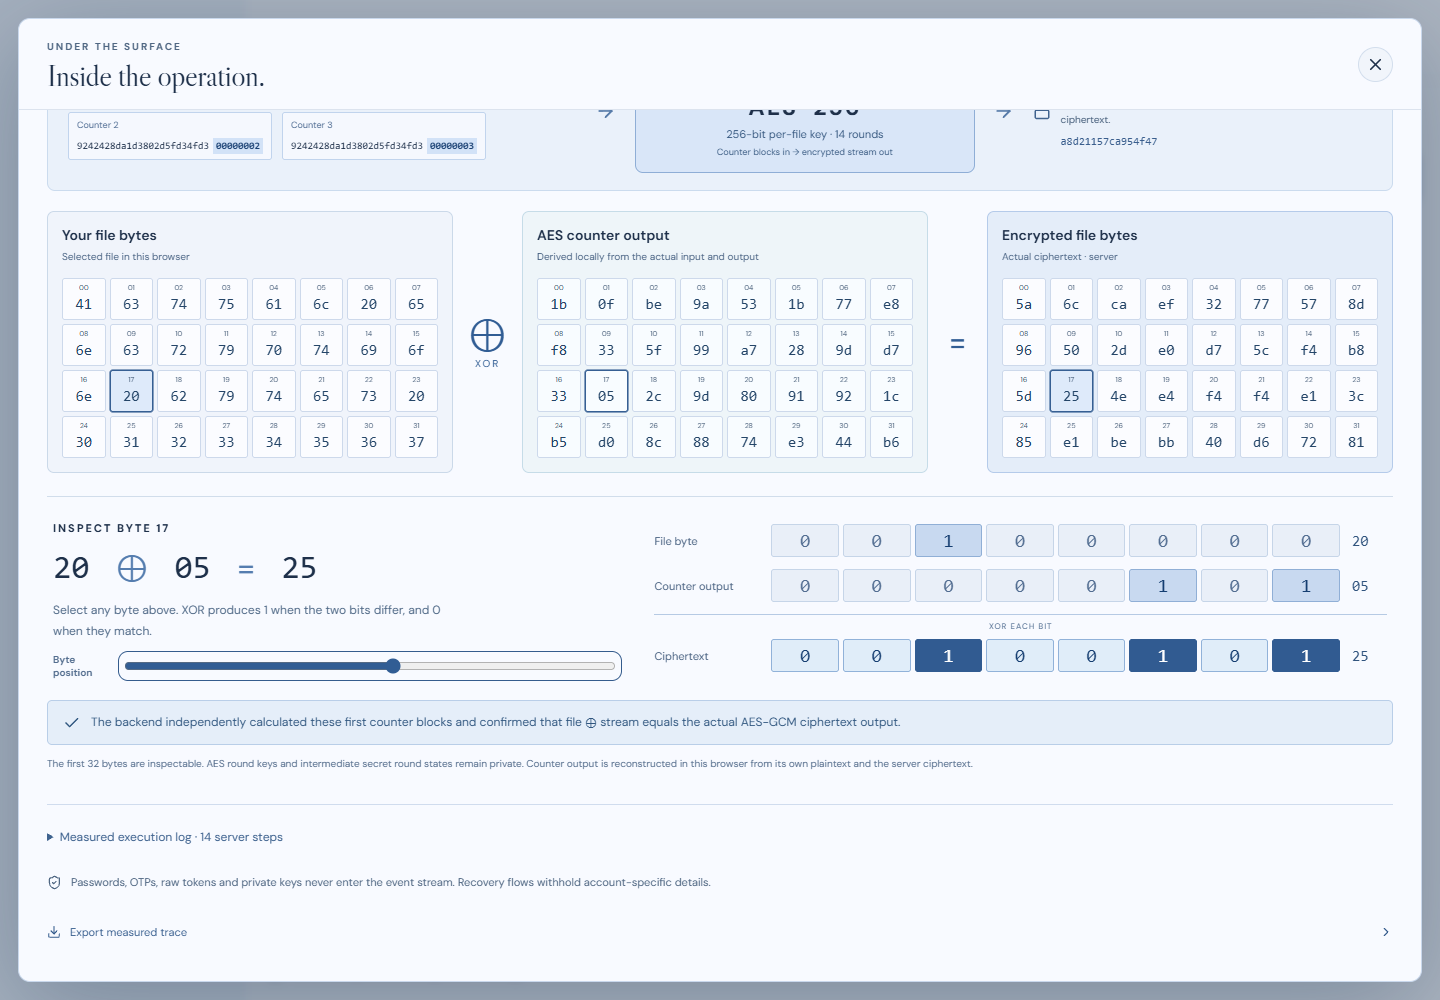 UNDER THE SURFACE
Inside the operation.
Counter 2
9242428da1d3802d5fd34fd3 00000002
Counter 3
9242428da1d3802d5fd34fd3 00000003
AES-256
256-bit per-file key · 14 rounds
Counter blocks in → encrypted stream out
ciphertext.
a8d21157ca954f47
Your file bytes
Selected file in this browser
00 01 02 03 04 05 06 07
41 63 74 75 61 6c 20 65
08 09 10 11 12 13 14 15
6e 63 72 79 70 74 69 6f
16 17 18 19 20 21 22 23
6e 20 62 79 74 65 73 20
24 25 26 27 28 29 30 31
30 31 32 33 34 35 36 37
XOR
AES counter output
Derived locally from the actual input and output
00 01 02 03 04 05 06 07
1b 0f be 9a 53 1b 77 e8
08 09 10 11 12 13 14 15
f8 33 5f 99 a7 28 9d d7
16 17 18 19 20 21 22 23
33 05 2c 9d 80 91 92 1c
24 25 26 27 28 29 30 31
b5 d0 8c 88 74 e3 44 b6
=
Encrypted file bytes
Actual ciphertext · server
00 01 02 03 04 05 06 07
5a 6c ca ef 32 77 57 8d
08 09 10 11 12 13 14 15
96 50 2d e0 d7 5c f4 b8
16 17 18 19 20 21 22 23
5d 25 4e e4 f4 f4 e1 3c
24 25 26 27 28 29 30 31
85 e1 be bb 40 d6 72 81
INSPECT BYTE 17
20 ⊕ 05 = 25
Select any byte above. XOR produces 1 when the two bits differ, and 0
when they match.
Byte
position
File byte 0 0 1 0 0 0 0 0 20
Counter output 0 0 0 0 0 1 0 1 05
XOR EACH BIT
Ciphertext 0 0 1 0 0 1 0 1 25
The backend independently calculated these first counter blocks and confirmed that file ⊕ stream equals the actual AES-GCM ciphertext output.
The first 32 bytes are inspectable. AES round keys and intermediate secret round states remain private. Counter output is reconstructed in this browser from its own plaintext and the server ciphertext.
Measured execution log · 14 server steps
Passwords, OTPs, raw tokens and private keys never enter the event stream. Recovery flows withhold account-specific details.
Export measured trace